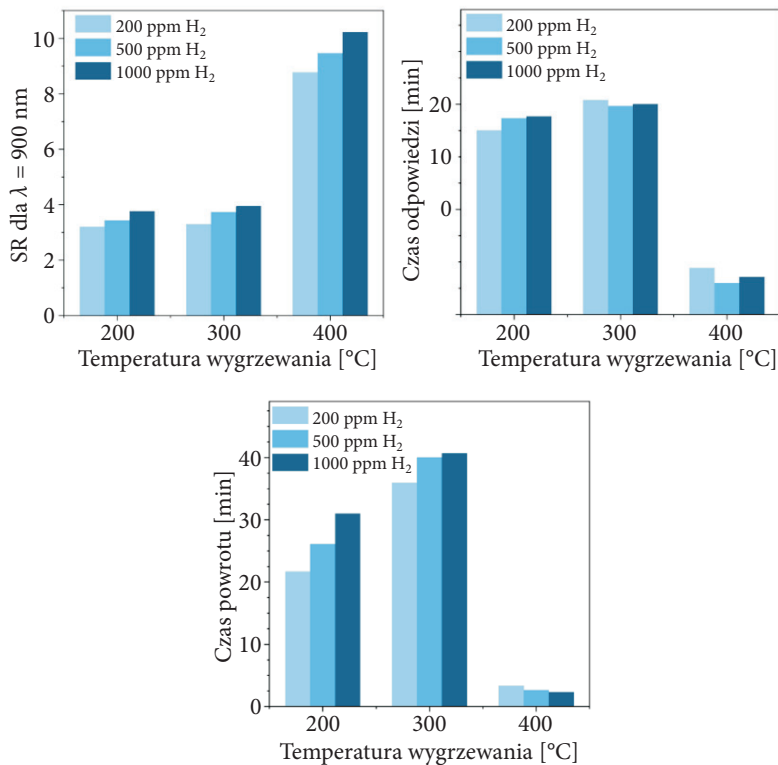 200 ppm H₂
500 ppm H₂
1000 ppm H₂
10
8
6
4
2
0
SR dla λ = 900 nm
200
300
400
Temperatura wygrzewania [°C]
200 ppm H₂
500 ppm H₂
1000 ppm H₂
20
10
0
Czas odpowiedzi [min]
200
300
400
Temperatura wygrzewania [°C]
200 ppm H₂
500 ppm H₂
1000 ppm H₂
40
30
20
10
0
Czas powrotu [min]
200
300
400
Temperatura wygrzewania [°C]